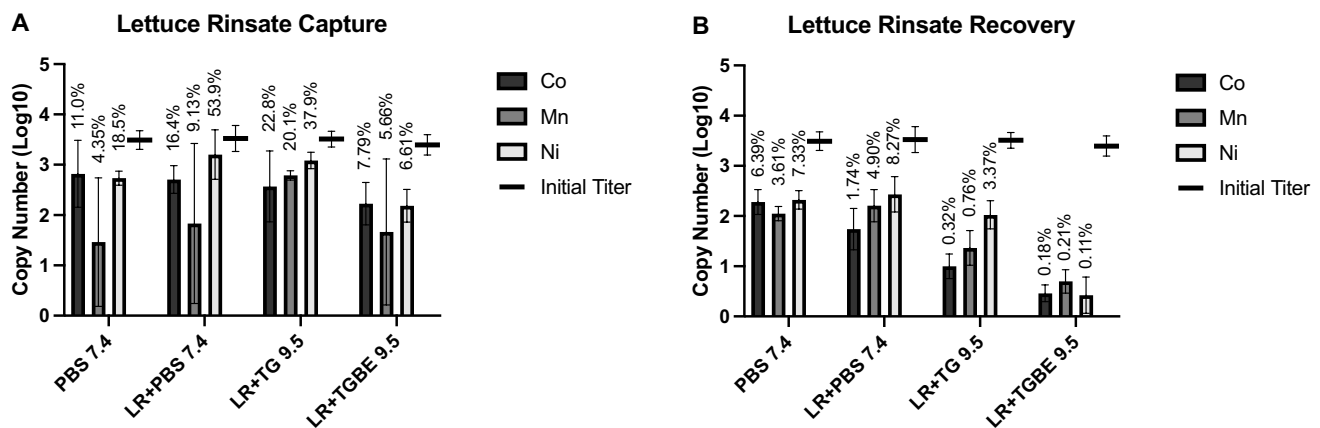 A
Lettuce Rinsate Capture
Copy Number (Log10)
5
4
3
2
1
0
11.0%
4.35%
18.5%
16.4%
9.13%
53.9%
22.8%
20.1%
37.9%
7.79%
5.66%
6.61%
PBS 7.4
LR+PBS 7.4
LR+TG 9.5
LR+TGBE 9.5
Co
Mn
Ni
Initial Titer
B
Lettuce Rinsate Recovery
Copy Number (Log10)
5
4
3
2
1
0
6.39%
3.61%
7.33%
1.74%
4.90%
8.27%
0.32%
0.76%
3.37%
0.18%
0.21%
0.11%
PBS 7.4
LR+PBS 7.4
LR+TG 9.5
LR+TGBE 9.5
Co
Mn
Ni
Initial Titer